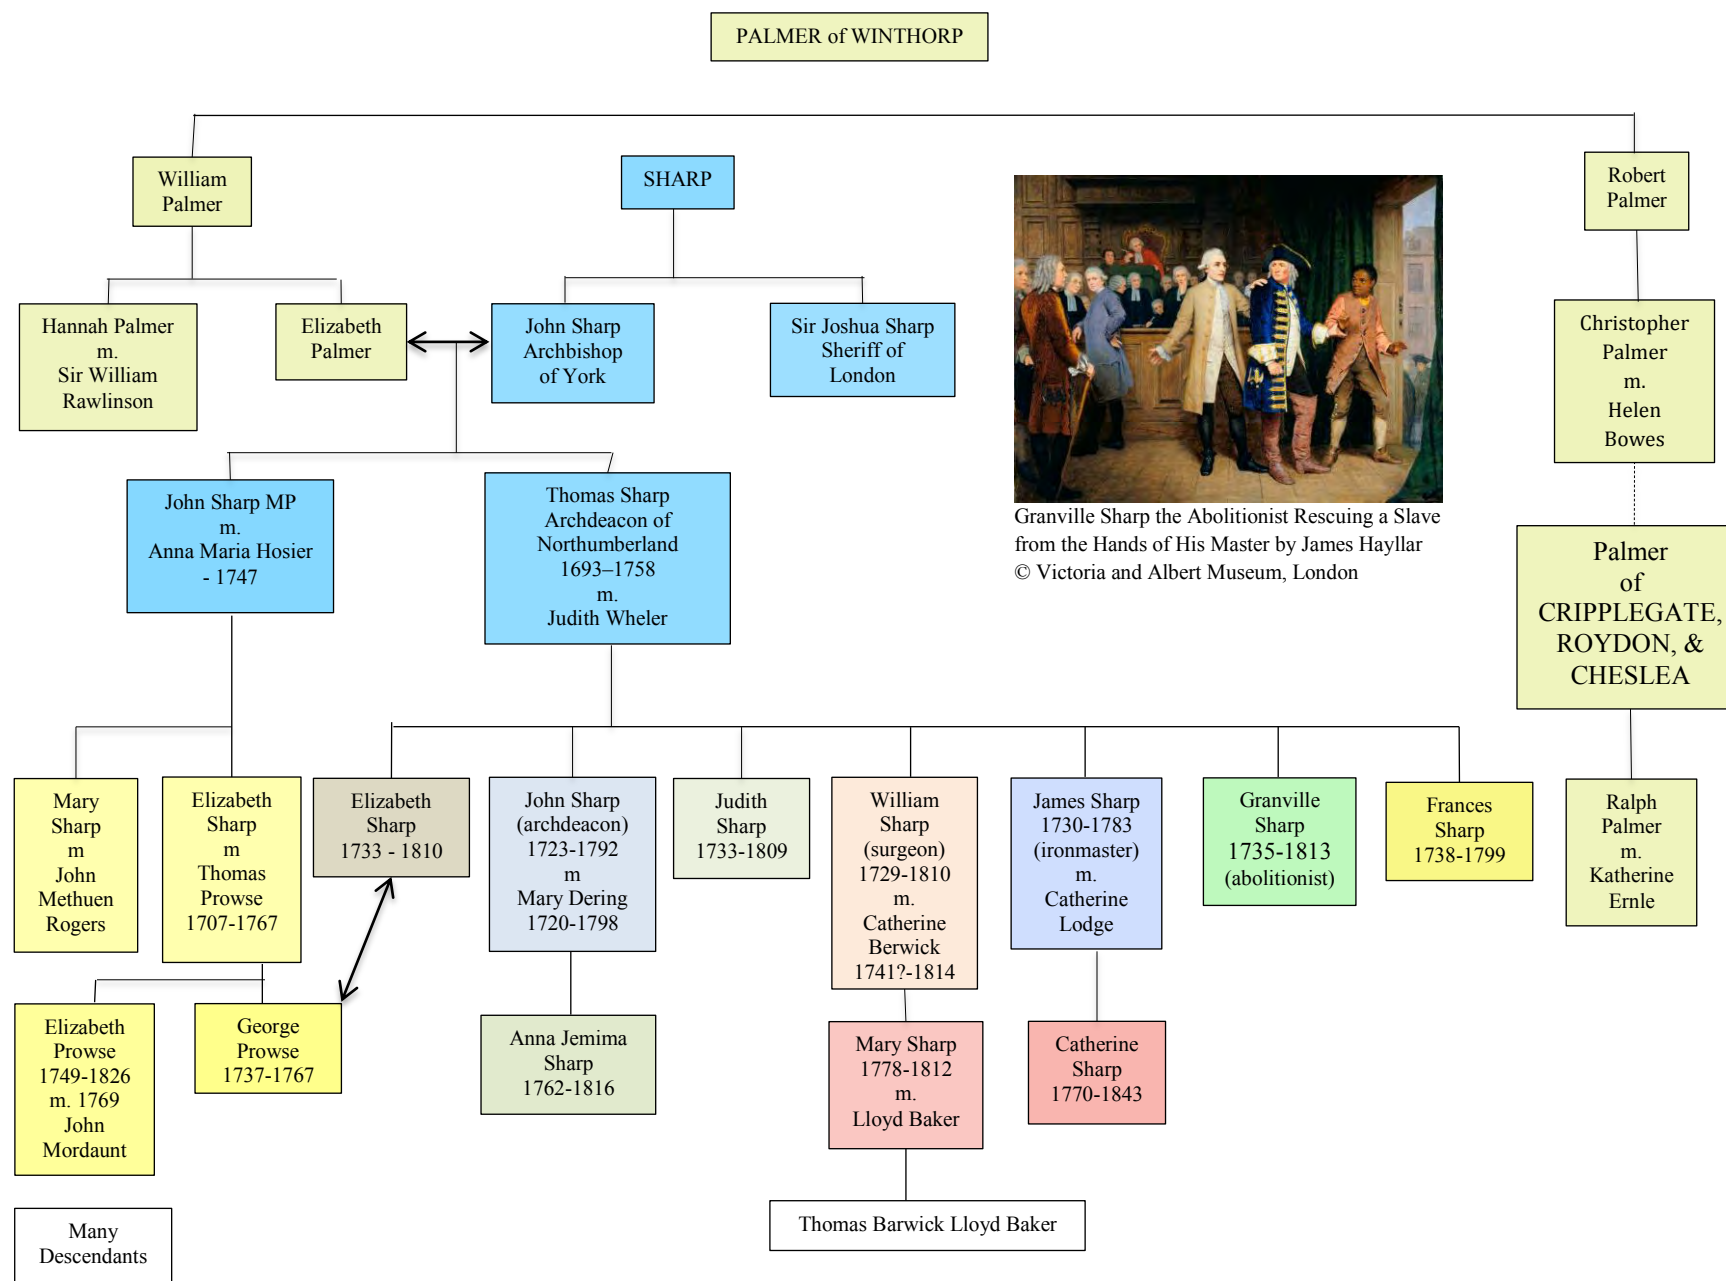 PALMER of WINTHORP
William
Palmer
SHARP
Robert
Palmer
Hannah Palmer
m.
Sir William
Rawlinson
Elizabeth
Palmer
John Sharp
Archbishop
of York
Sir Joshua Sharp
Sheriff of
London
Christopher
Palmer
m.
Helen
Bowes
John Sharp MP
m.
Anna Maria Hosier
- 1747
Thomas Sharp
Archdeacon of
Northumberland
1693–1758
m.
Judith Wheler
Granville Sharp the Abolitionist Rescuing a Slave
from the Hands of His Master by James Hayllar
© Victoria and Albert Museum, London
Palmer
of
CRIPPLEGATE,
ROYDON, &
CHESLEA
Mary
Sharp
m
John
Methuen
Rogers
Elizabeth
Sharp
m
Thomas
Prowse
1707-1767
Elizabeth
Sharp
1733 - 1810
John Sharp
(archdeacon)
1723-1792
m
Mary Dering
1720-1798
Judith
Sharp
1733-1809
William
Sharp
(surgeon)
1729-1810
m.
Catherine
Berwick
1741?-1814
James Sharp
1730-1783
(ironmaster)
m.
Catherine
Lodge
Granville
Sharp
1735-1813
(abolitionist)
Frances
Sharp
1738-1799
Ralph
Palmer
m.
Katherine
Ernle
Elizabeth
Prowse
1749-1826
m. 1769
John
Mordaunt
George
Prowse
1737-1767
Anna Jemima
Sharp
1762-1816
Mary Sharp
1778-1812
m.
Lloyd Baker
Catherine
Sharp
1770-1843
Many
Descendants
Thomas Barwick Lloyd Baker